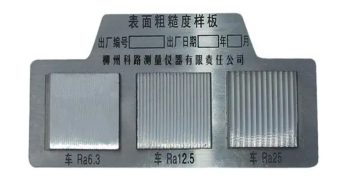 表面粗糙度样板
出厂编号 出厂日期 年 月
柳州科路测量仪器有限责任公司
车 Ra6.3 车 Ra12.5 车 Ra25